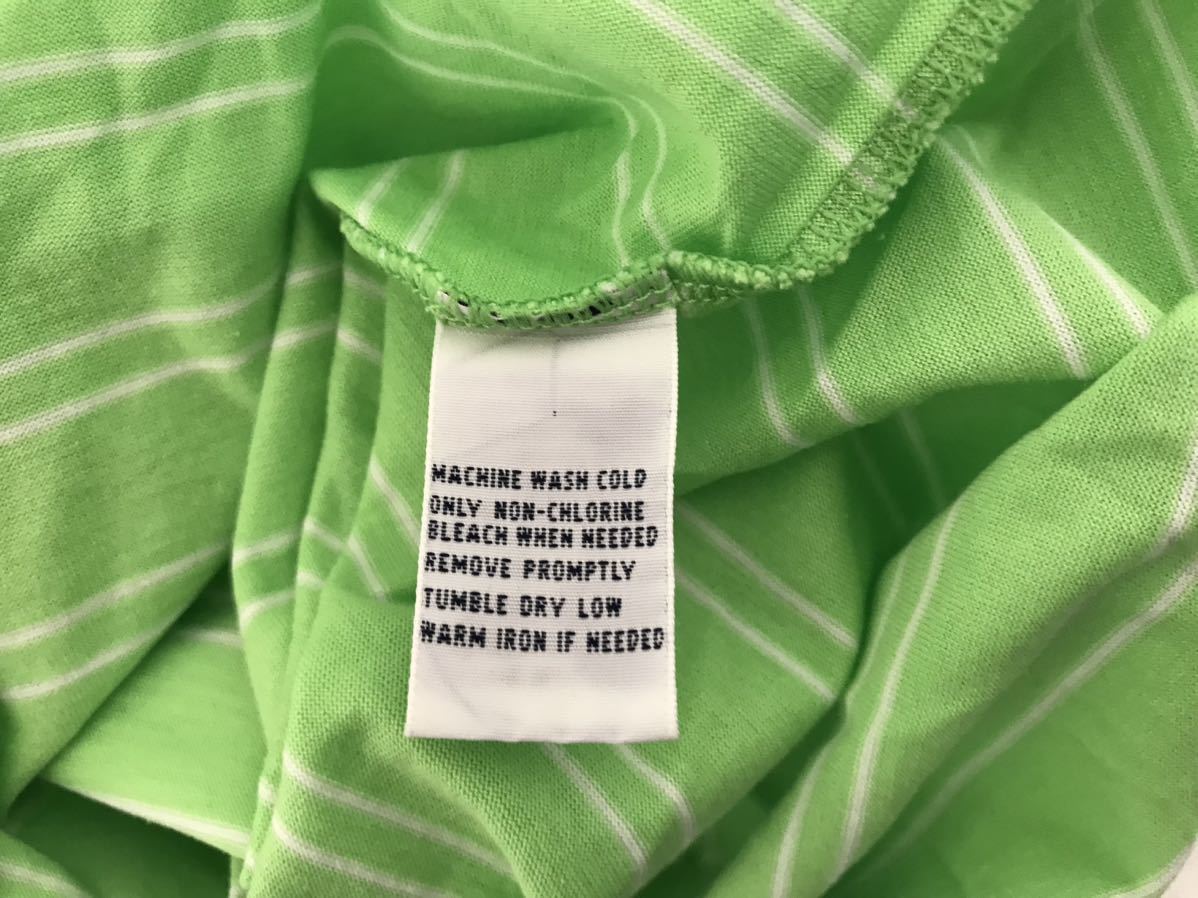 MACHINE WASH COLD
ONLY NON-CHLORINE
BLEACH WHEN NEEDED
REMOVE PROMPTLY
TUMBLE DRY LOW
WARM IRON IF NEEDED